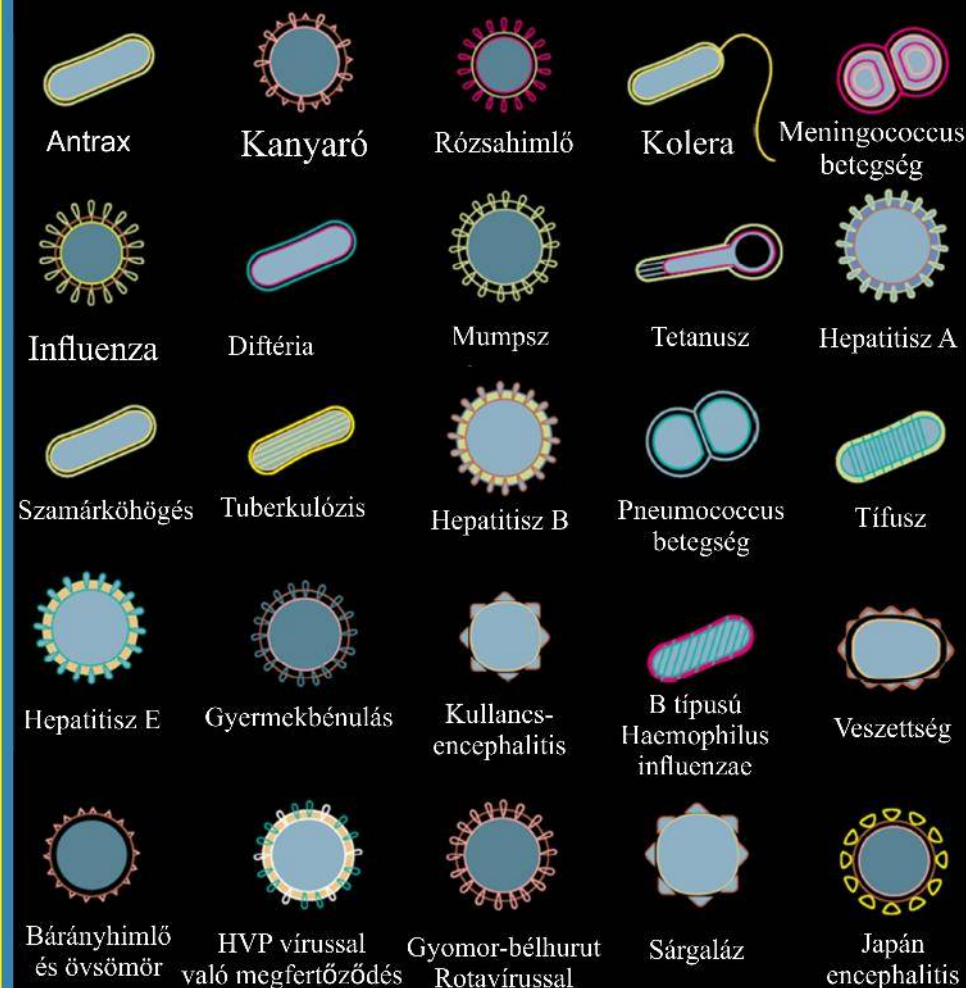 Antrax
Kanyaró
Rózsahimlő
Kolera
Meningococcus
betegség
Influenza
Diftéria
Mumpsz
Tetanusz
Hepatitisz A
Szamárköhögés
Tuberkulózis
Hepatitisz B
Pneumococcus
betegség
Tífusz
Hepatitisz E
Gyermekbénulás
Kullancs-
encephalitis
B típusú
Haemophilus
influenzae
Veszettség
Bárányhimlő
és övsömör
HVP vírussal
való megfertőződés
Gyomor-bélhurut
Rotavírussal
Sárgaláz
Japán
encephalitis